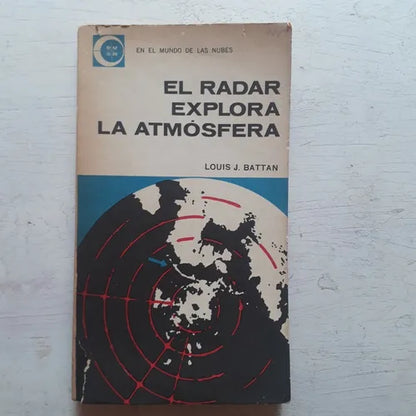 EN EL MUNDO DE LAS NUBES
EL RADAR
EXPLORA
LA ATMÓSFERA
LOUIS J. BATTAN